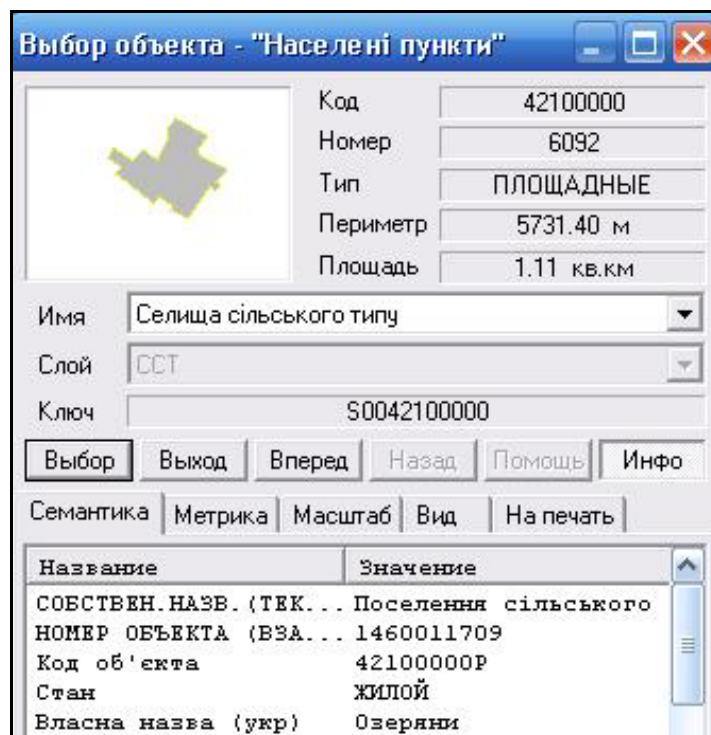 Выбор объекта - "Населені пункти"
Код 42100000
Номер 6092
Тип ПЛОЩАДНЫЕ
Периметр 5731.40 м
Площадь 1.11 кв.км
Имя Селища сільського типу
Слой ССТ
Ключ S0042100000
Выбор Выход Вперед Назад Помощь Инфо
Семантика Метрика Масштаб Вид На печать
Название Значение
СОБСТВЕН.НАЗВ.(ТЕК... Поселення сільського
НОМЕР ОБЪЕКТА (ВЗА... 1460011709
Код об'єкта 42100000P
Стан ЖИЛОЙ
Власна назва (укр) Озеряни